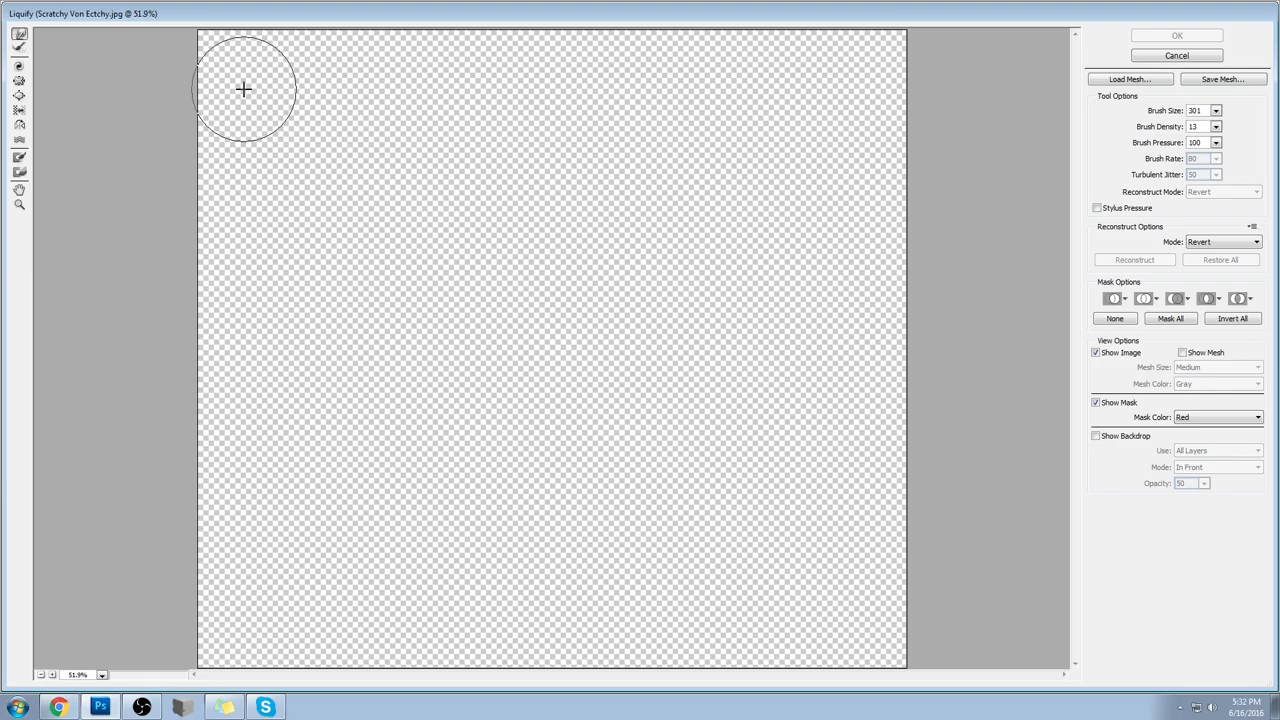 Liquify (Scratchy Von Ectchy.jpg @ 51.9%)
OK
Cancel
Load Mesh... Save Mesh...
Tool Options
Brush Size: 301
Brush Density: 13
Brush Pressure: 100
Brush Rate: 80
Turbulent Jitter: 50
Reconstruct Mode: Revert
Stylus Pressure
Reconstruct Options
Mode: Revert
Reconstruct Restore All
Mask Options
None Mask All Invert All
View Options
Show Image Show Mesh
Mesh Size: Medium
Mesh Color: Gray
Show Mask
Mask Color: Red
Show Backdrop
Use: All Layers
Mode: In Front
Opacity: 50
51.9%
Ps
S
5:32 PM
6/16/2016